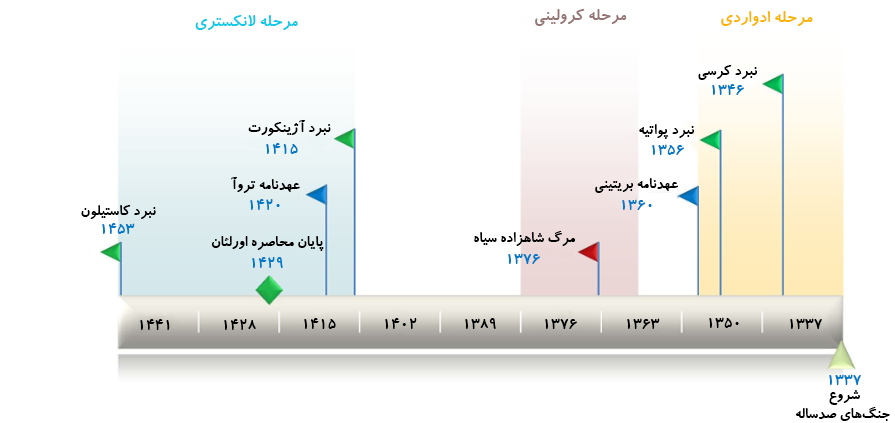 مرحله ادواردی
مرحله کرولینی
مرحله لانکستری
نبرد کرسی
۱۳۴۶
نبرد پواتیه
۱۳۵۶
عهدنامه بریتینی
۱۳۶۰
مرگ شاهزاده سیاه
۱۳۷۶
نبرد آژینکورت
۱۴۱۵
عهدنامه تروآ
۱۴۲۰
پایان محاصره اورلئان
۱۴۲۹
نبرد کاستیلون
۱۴۵۳
۱۳۳۷ ۱۳۵۰ ۱۳۶۳ ۱۳۷۶ ۱۳۸۹ ۱۴۰۲ ۱۴۱۵ ۱۴۲۸ ۱۴۴۱
۱۳۳۷
شروع
جنگ‌های صدساله